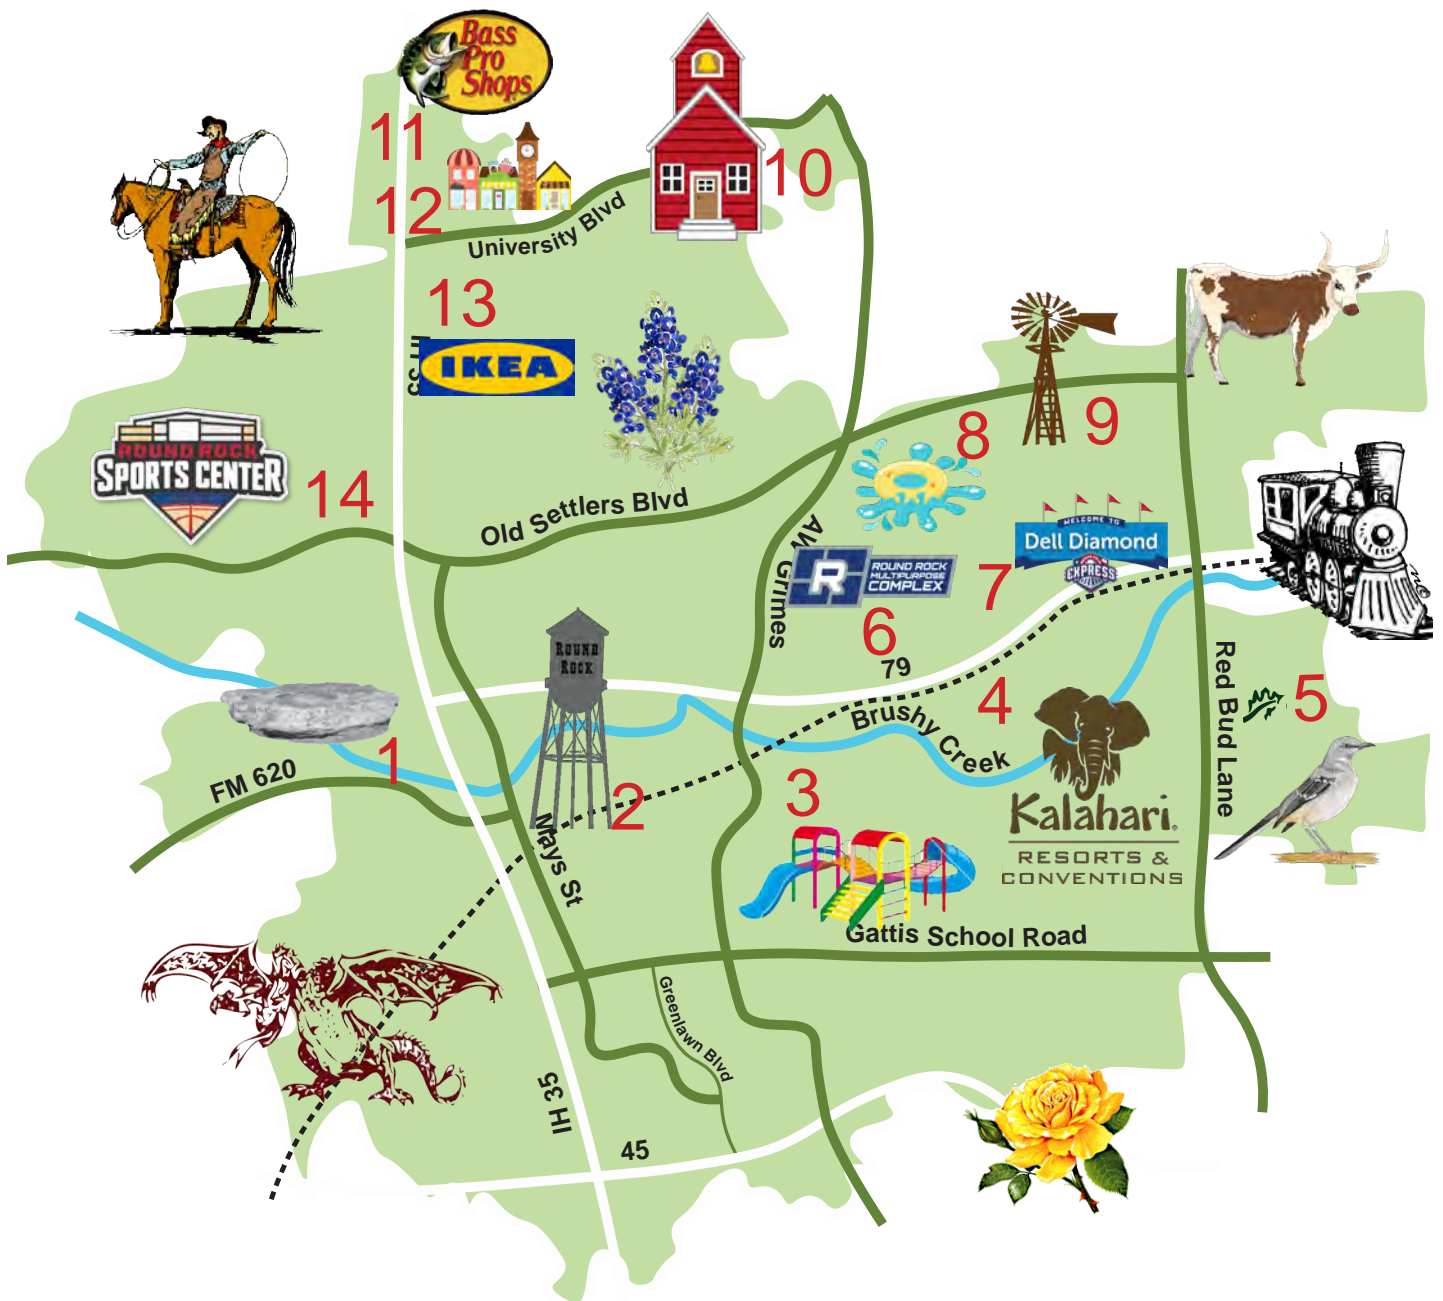 Bass
Pro
Shops
11
10
12
University Blvd
13
IH 35
IKEA
8
9
ROUND ROCK
SPORTS CENTER
14
Old Settlers Blvd
AW Grimes
WELCOME TO
Dell Diamond
EXPRESS
R
ROUND ROCK
MULTIPURPOSE
COMPLEX
7
6
79
ROUND
ROCK
Red Bud Lane
4
5
Brushy Creek
1
FM 620
2
3
Mays St
Kalahari.
RESORTS &
CONVENTIONS
Gattis School Road
Greenlawn Blvd
IH 35
45